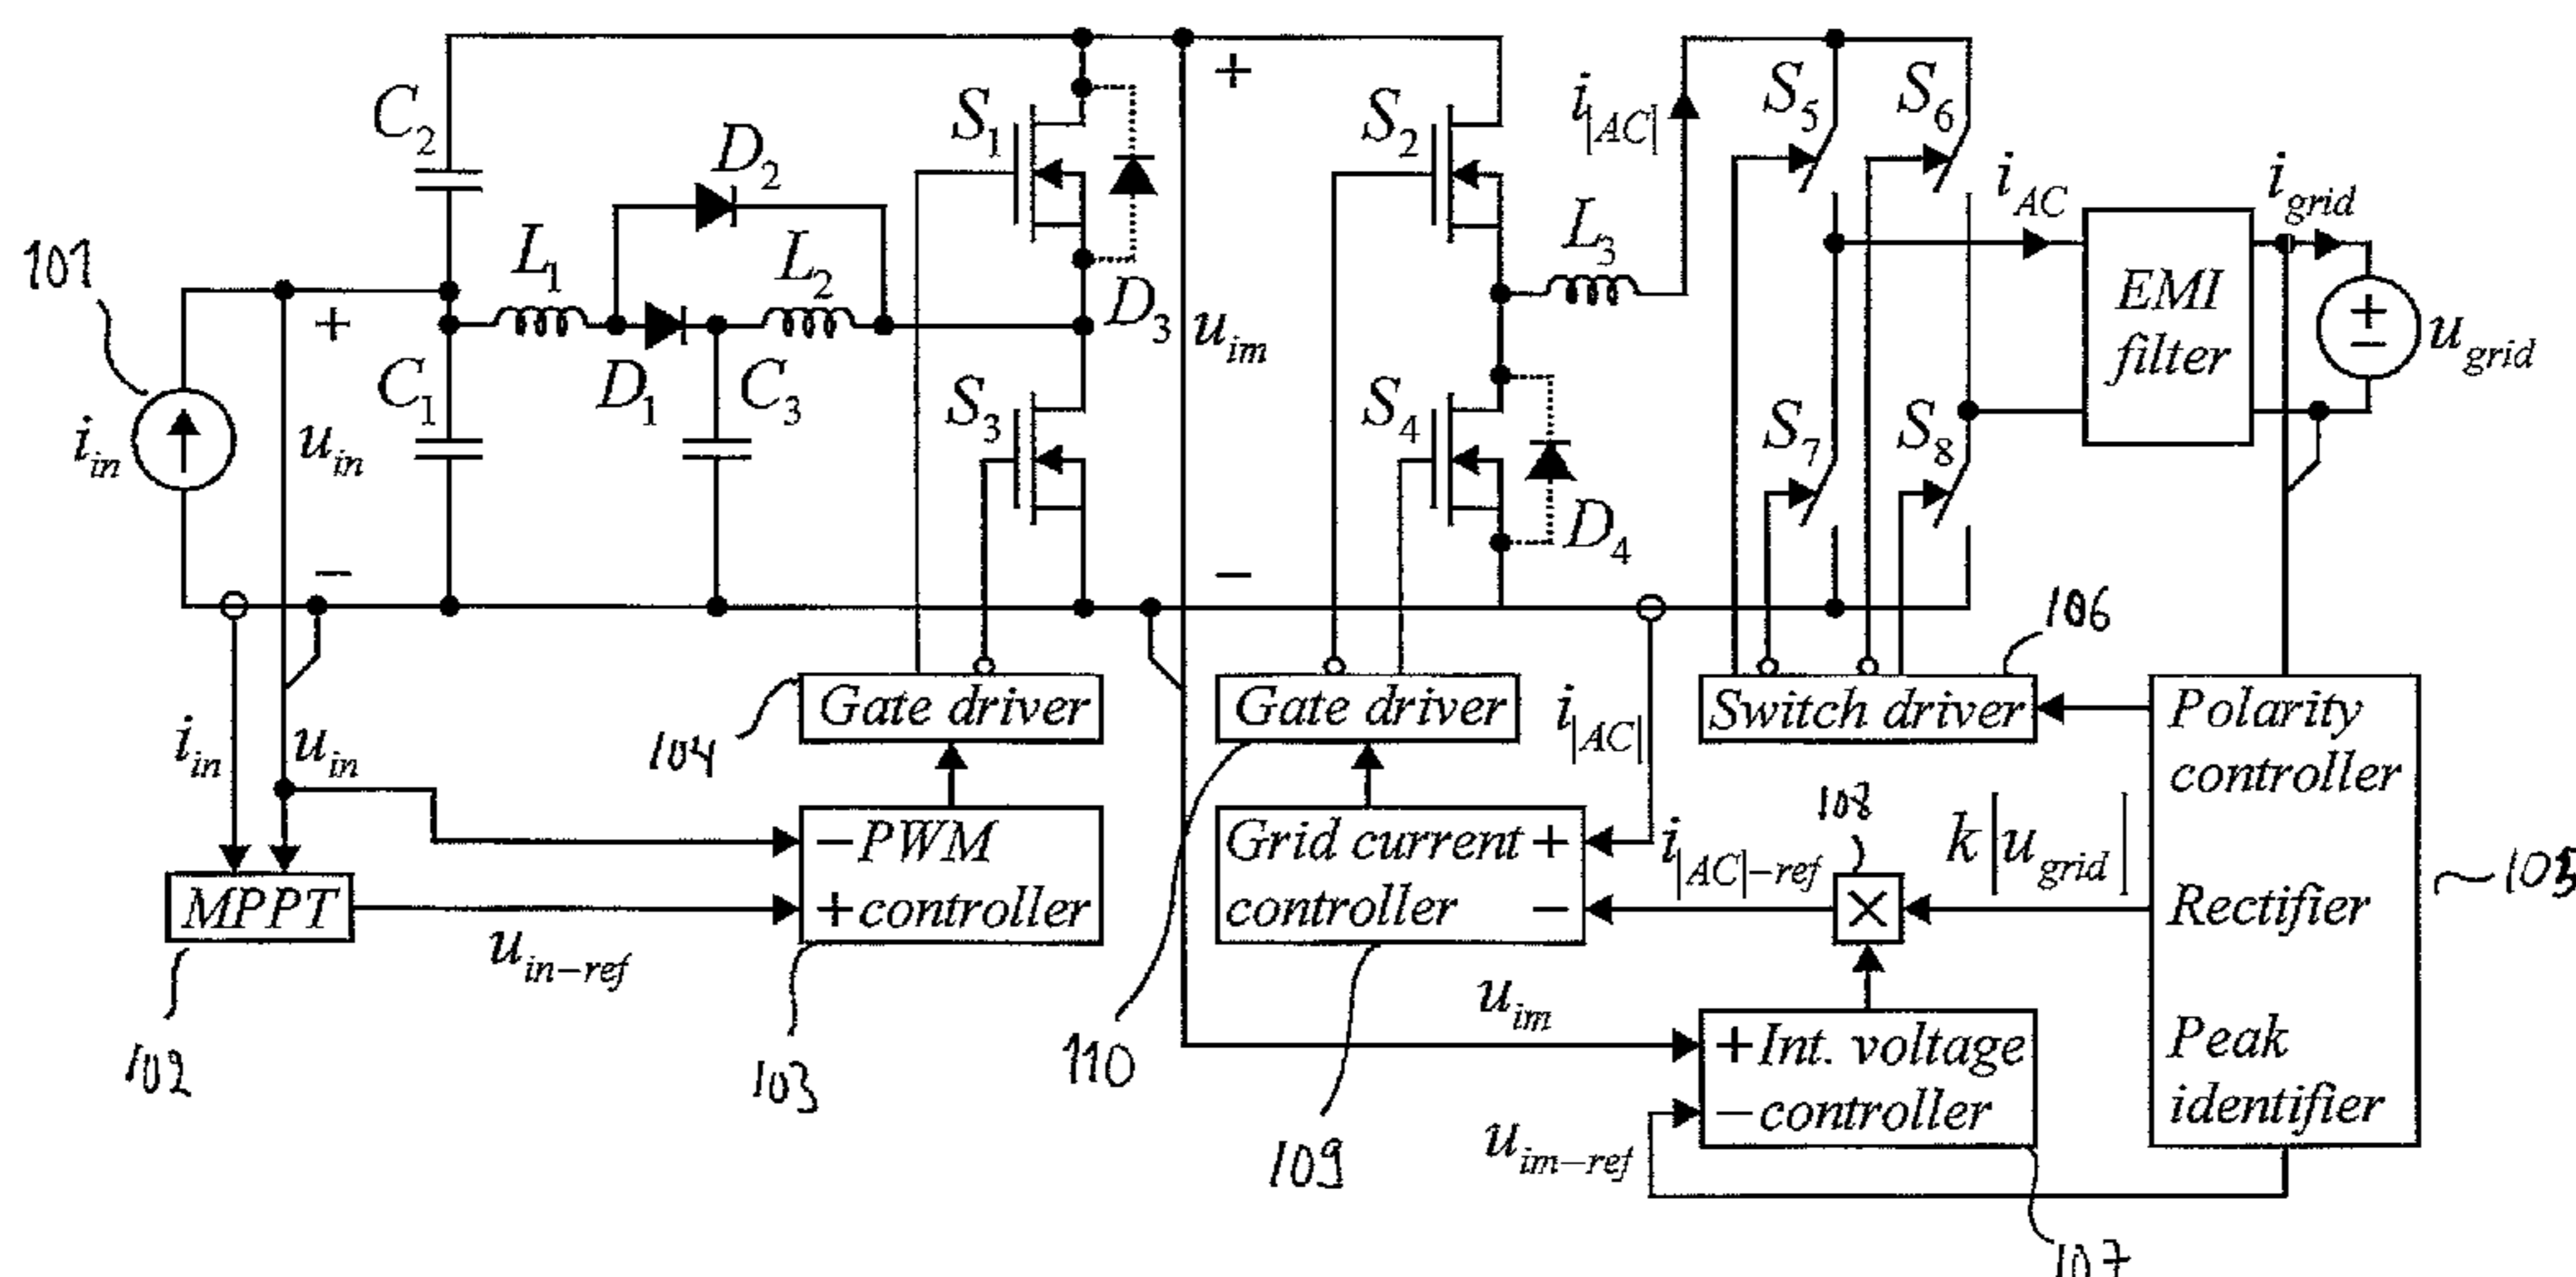 C2
S1
D2
S2
i|AC|
S5
S6
+
101
L1
L2
L3
iAC
igrid
EMI
filter
+
−
ugrid
+
uin
−
iin
C1
D1
C3
D3
uim
S3
S4
S7
S8
D4
−
106
104
Gate driver
Gate driver
i|AC|
Switch driver
Polarity
controller
iin
uin
108
− PWM
+ controller
Grid current +
controller −
i|AC|−ref
×
k|ugrid|
Rectifier
105
MPPT
uin−ref
uim
102
103
110
109
+ Int. voltage
− controller
Peak
identifier
uim−ref
107